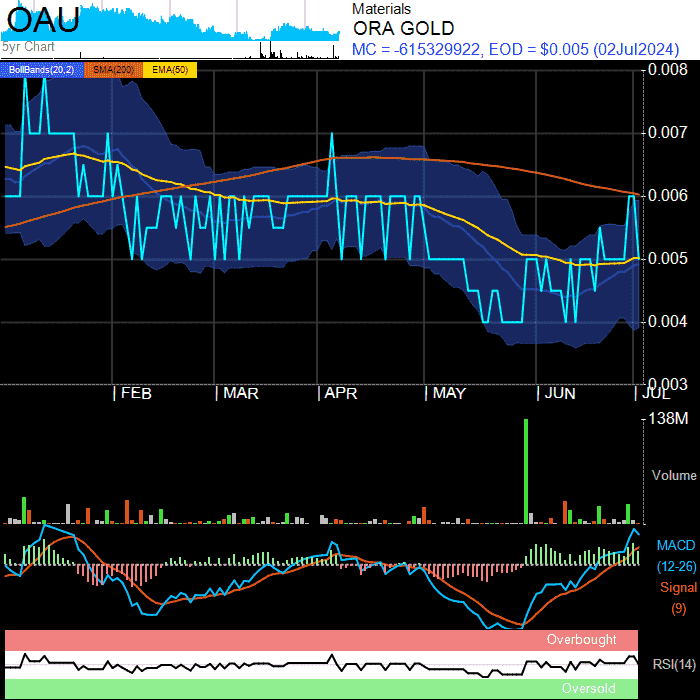 OAU
5yr Chart
Materials
ORA GOLD
MC = -615329922, EOD = $0.005 (02Jul2024)
BollBands(20,2) SMA(200) EMA(50)
0.008
0.007
0.006
0.005
0.004
0.003
FEB MAR APR MAY JUN JUL
138M
Volume
MACD
(12-26)
Signal
(9)
Overbought
RSI(14)
Oversold